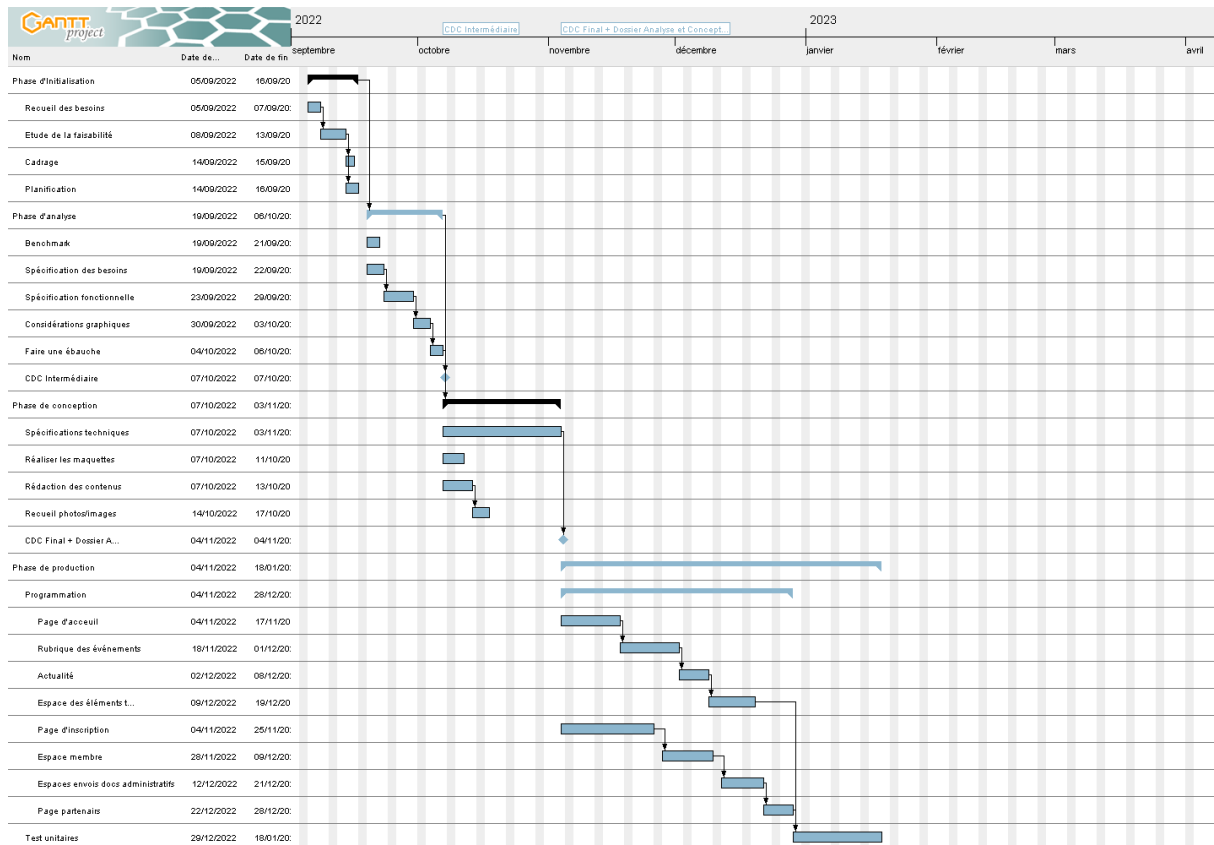 GANTT project
2022 2023
CDC Intermédiaire CDC Final + Dossier Analyse et Concept...
septembre octobre novembre décembre janvier février mars avril
Nom Date de... Date de fin
Phase d'Initialisation 05/09/2022 16/09/20
Recueil des besoins 05/09/2022 07/09/20:
Etude de la faisabilité 08/09/2022 13/09/20
Cadrage 14/09/2022 15/09/20
Planification 14/09/2022 16/09/20
Phase d'analyse 19/09/2022 06/10/20:
Benchmark 19/09/2022 21/09/20:
Spécification des besoins 19/09/2022 22/09/20:
Spécification fonctionnelle 23/09/2022 29/09/20:
Considérations graphiques 30/09/2022 03/10/20:
Faire une ébauche 04/10/2022 06/10/20:
CDC Intermédiaire 07/10/2022 07/10/20:
Phase de conception 07/10/2022 03/11/20:
Spécifications techniques 07/10/2022 03/11/20:
Réaliser les maquettes 07/10/2022 11/10/20
Rédaction des contenus 07/10/2022 13/10/20
Recueil photos/images 14/10/2022 17/10/20
CDC Final + Dossier A... 04/11/2022 04/11/20:
Phase de production 04/11/2022 18/01/20:
Programmation 04/11/2022 28/12/20:
Page d'acceuil 04/11/2022 17/11/20
Rubrique des événements 18/11/2022 01/12/20:
Actualité 02/12/2022 08/12/20:
Espace des éléments t... 09/12/2022 19/12/20
Page d'inscription 04/11/2022 25/11/20:
Espace membre 28/11/2022 09/12/20:
Espaces envois docs administratifs 12/12/2022 21/12/20:
Page partenairs 22/12/2022 28/12/20:
Test unitaires 29/12/2022 18/01/20: